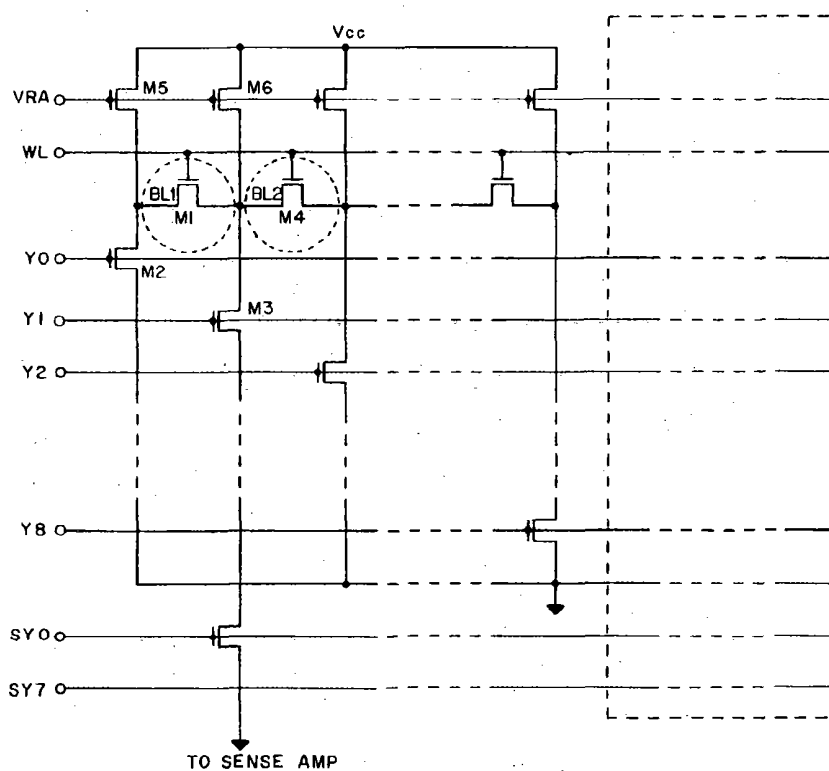 Vcc
VRA M5 M6
WL
BL1 BL2
M1 M4
Y0
M2
Y1 M3
Y2
Y8
SY0
SY7
TO SENSE AMP